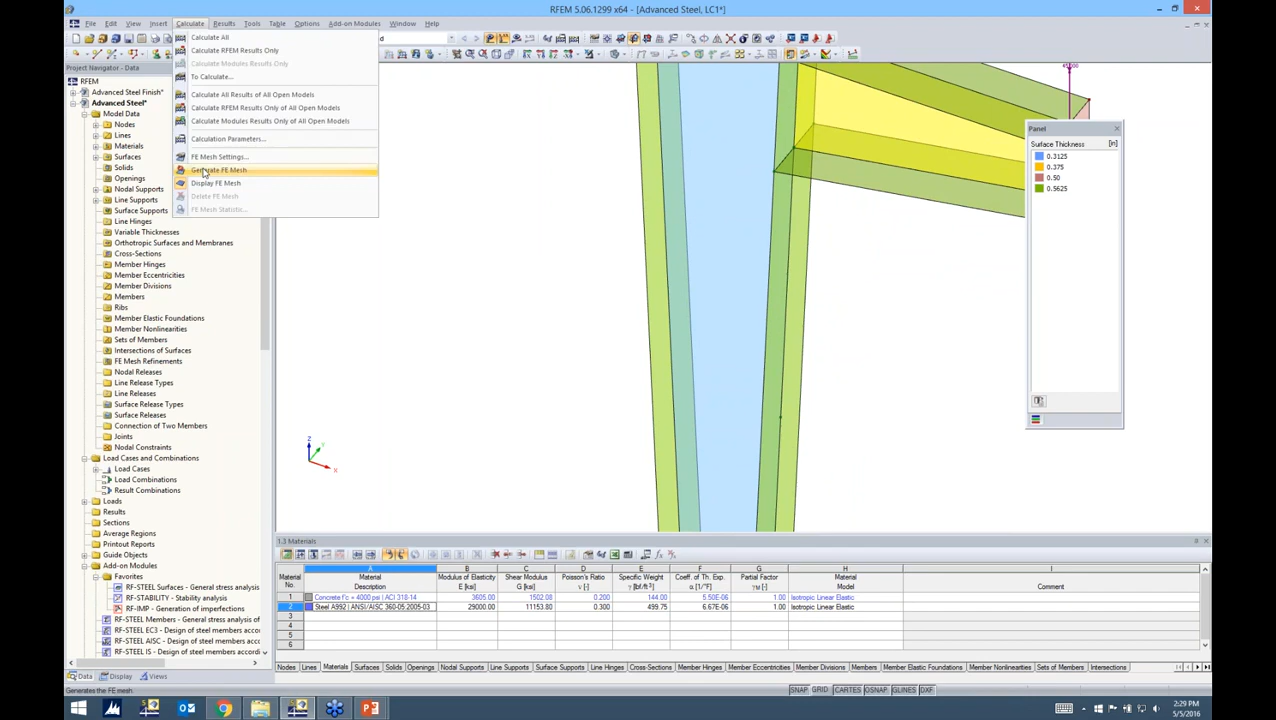 RFEM 5.06.1299 x64 - [Advanced Steel, LC1*]
File Edit View Insert Calculate Results Tools Table Options Add-on Modules Window Help
Project Navigator - Data
RFEM
Advanced Steel Finish*
Advanced Steel*
Model Data
Nodes
Lines
Materials
Surfaces
Solids
Openings
Nodal Supports
Line Supports
Surface Supports
Line Hinges
Variable Thicknesses
Orthotropic Surfaces and Membranes
Cross-Sections
Member Hinges
Member Eccentricities
Member Divisions
Members
Ribs
Member Elastic Foundations
Member Nonlinearities
Sets of Members
Intersections of Surfaces
FE Mesh Refinements
Nodal Releases
Line Release Types
Line Releases
Surface Release Types
Surface Releases
Connection of Two Members
Joints
Nodal Constraints
Load Cases and Combinations
Load Cases
Load Combinations
Result Combinations
Loads
Results
Sections
Average Regions
Printout Reports
Guide Objects
Add-on Modules
Favorites
RF-STEEL Surfaces - General stress analysis
RF-STABILITY - Stability analysis
RF-IMP - Generation of imperfections
RF-STEEL Members - General stress analysis of
RF-STEEL EC3 - Design of steel members acco
RF-STEEL AISC - Design of steel members acc
RF-STEEL IS - Design of steel members accordi
Data Display Views
Generates the FE mesh.
Calculate All
Calculate RFEM Results Only
Calculate Modules Results Only
To Calculate...
Calculate All Results of All Open Models
Calculate RFEM Results Only of All Open Models
Calculate Modules Results Only of All Open Models
Calculation Parameters...
FE Mesh Settings...
Generate FE Mesh
Display FE Mesh
Delete FE Mesh
FE Mesh Statistic...
Panel
Surface Thickness [in]
0.3125
0.375
0.50
0.5625
Z
Y
X
1.3 Materials
A B C D E F G H I
Material No. Material Description Modulus of Elasticity E [ksi] Shear Modulus G [ksi] Poisson's Ratio ν [-] Specific Weight γ [lbf/ft³] Coeff. of Th. Exp. α [1/°F] Partial Factor γM [-] Material Model Comment
1 Concrete f'c = 4000 psi | ACI 318-14 3605.00 1502.08 0.200 144.00 5.50E-06 1.00 Isotropic Linear Elastic
2 Steel A992 | ANSI/AISC 360-05:2005-03 29000.00 11153.80 0.300 499.75 6.67E-06 1.00 Isotropic Linear Elastic
3
4
5
6
Nodes Lines Materials Surfaces Solids Openings Nodal Supports Line Supports Surface Supports Line Hinges Cross-Sections Member Hinges Member Eccentricities Member Divisions Members Member Elastic Foundations Member Nonlinearities Sets of Members Intersections
SNAP GRID CARTES OSNAP GLINES DXF
2:29 PM
5/5/2016